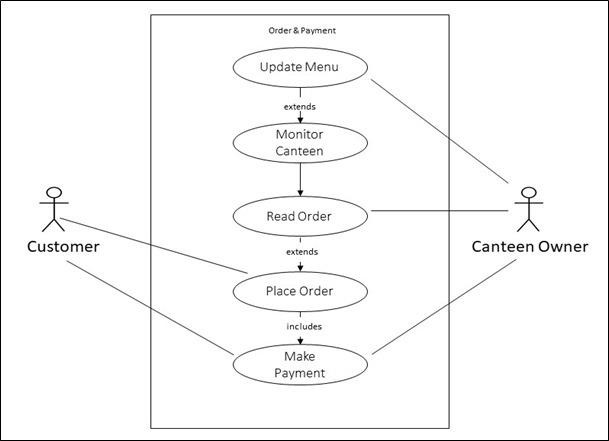 Order & Payment
Update Menu
extends
Monitor
Canteen
Read Order
Customer
Canteen Owner
extends
Place Order
includes
Make
Payment